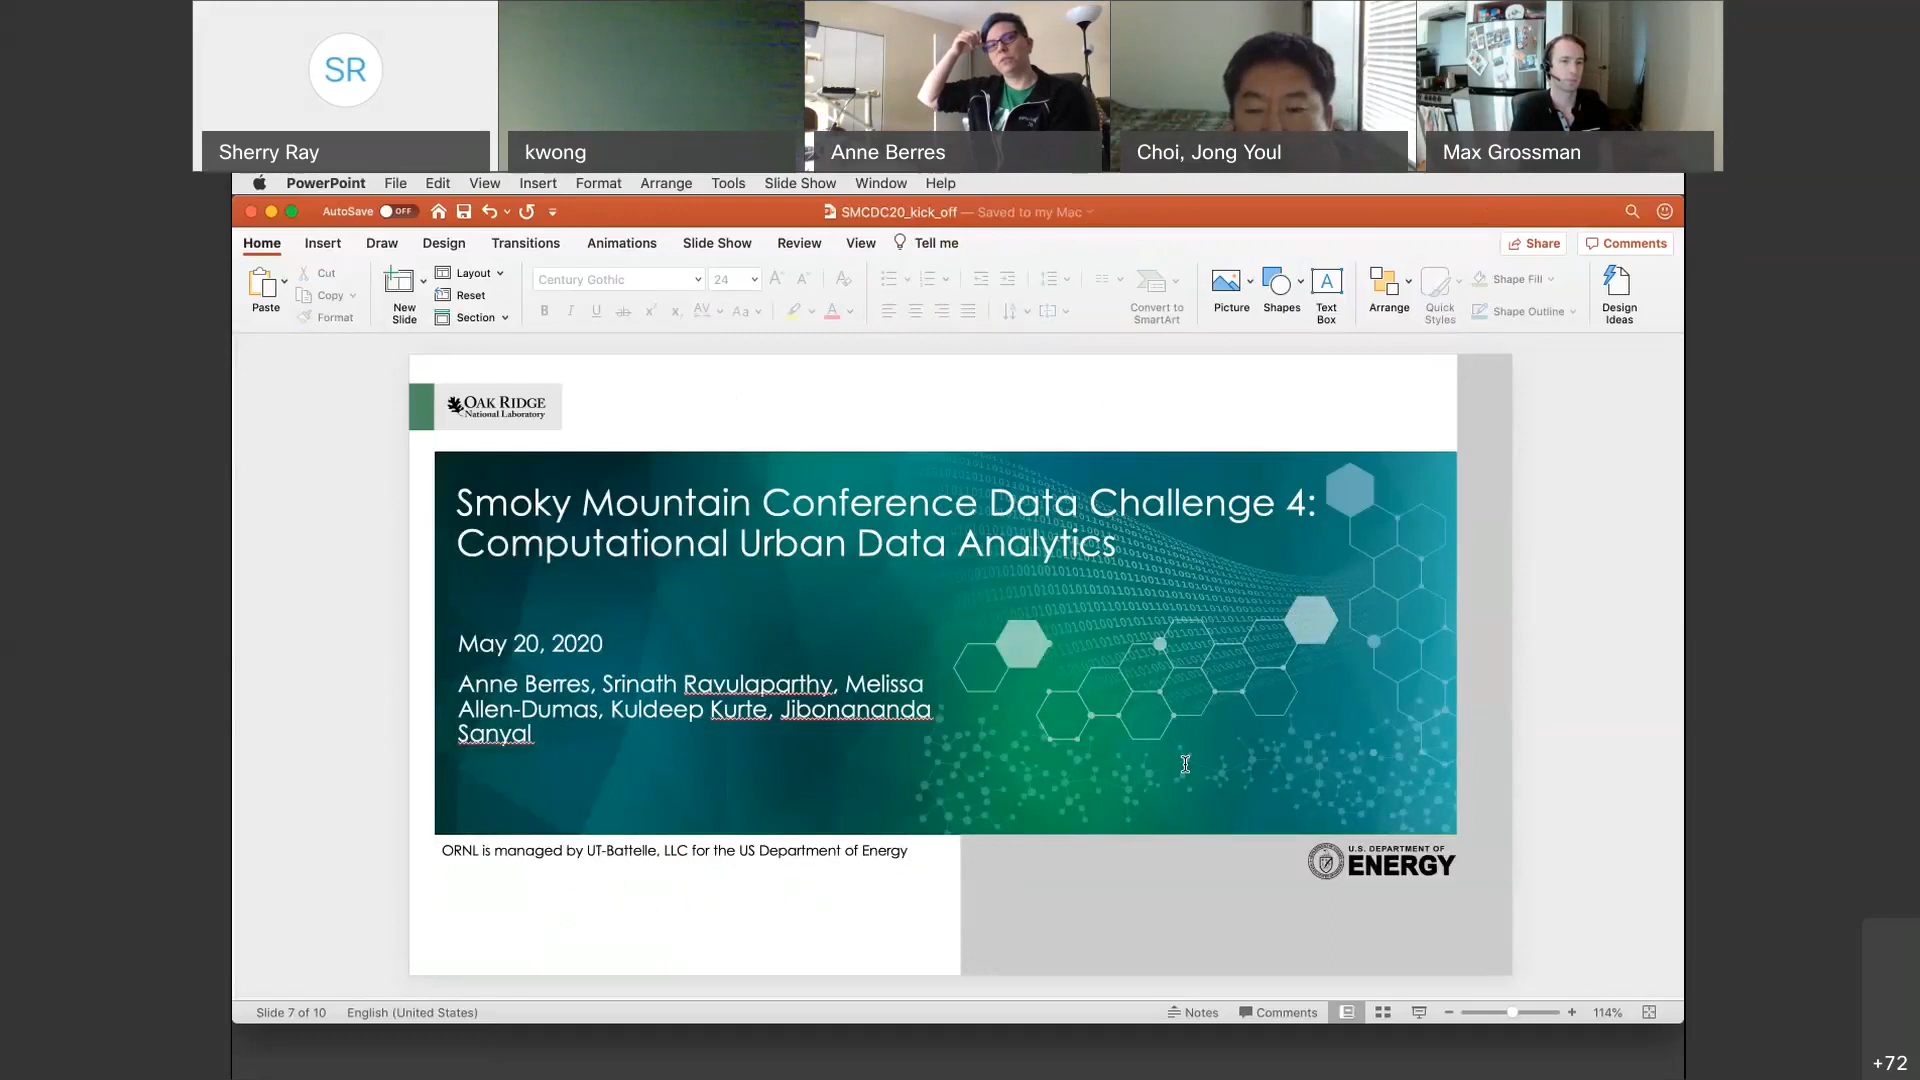 SR
Sherry Ray
kwong
Anne Berres
Choi, Jong Youl
Max Grossman
PowerPoint File Edit View Insert Format Arrange Tools Slide Show Window Help
AutoSave OFF
SMCDC20_kick_off — Saved to my Mac
Home Insert Draw Design Transitions Animations Slide Show Review View Tell me
Share Comments
Paste
Cut
Copy
Format
New Slide
Layout
Reset
Section
Century Gothic 24
Convert to SmartArt
Picture
Shapes
Text Box
Arrange
Quick Styles
Shape Fill
Shape Outline
Design Ideas
OAK RIDGE
National Laboratory
Smoky Mountain Conference Data Challenge 4:
Computational Urban Data Analytics
May 20, 2020
Anne Berres, Srinath Ravulaparthy, Melissa
Allen-Dumas, Kuldeep Kurte, Jibonananda
Sanyal
ORNL is managed by UT-Battelle, LLC for the US Department of Energy
U.S. DEPARTMENT OF
ENERGY
Slide 7 of 10 English (United States)
Notes Comments 114%
+72